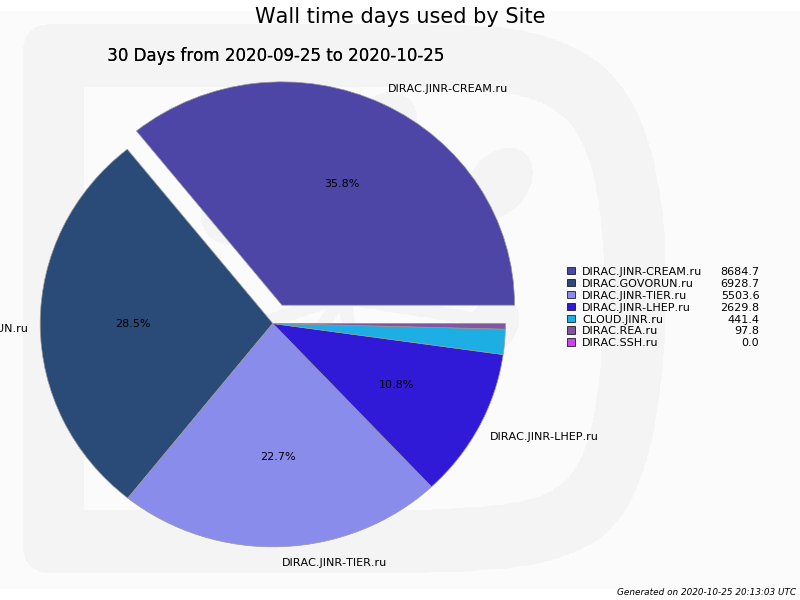 Wall time days used by Site
30 Days from 2020-09-25 to 2020-10-25
DIRAC.JINR-CREAM.ru
35.8%
DIRAC.JINR-CREAM.ru 8684.7
DIRAC.GOVORUN.ru 6928.7
DIRAC.JINR-TIER.ru 5503.6
DIRAC.JINR-LHEP.ru 2629.8
CLOUD.JINR.ru 441.4
DIRAC.REA.ru 97.8
DIRAC.SSH.ru 0.0
UN.ru
28.5%
10.8%
DIRAC.JINR-LHEP.ru
22.7%
DIRAC.JINR-TIER.ru
Generated on 2020-10-25 20:13:03 UTC